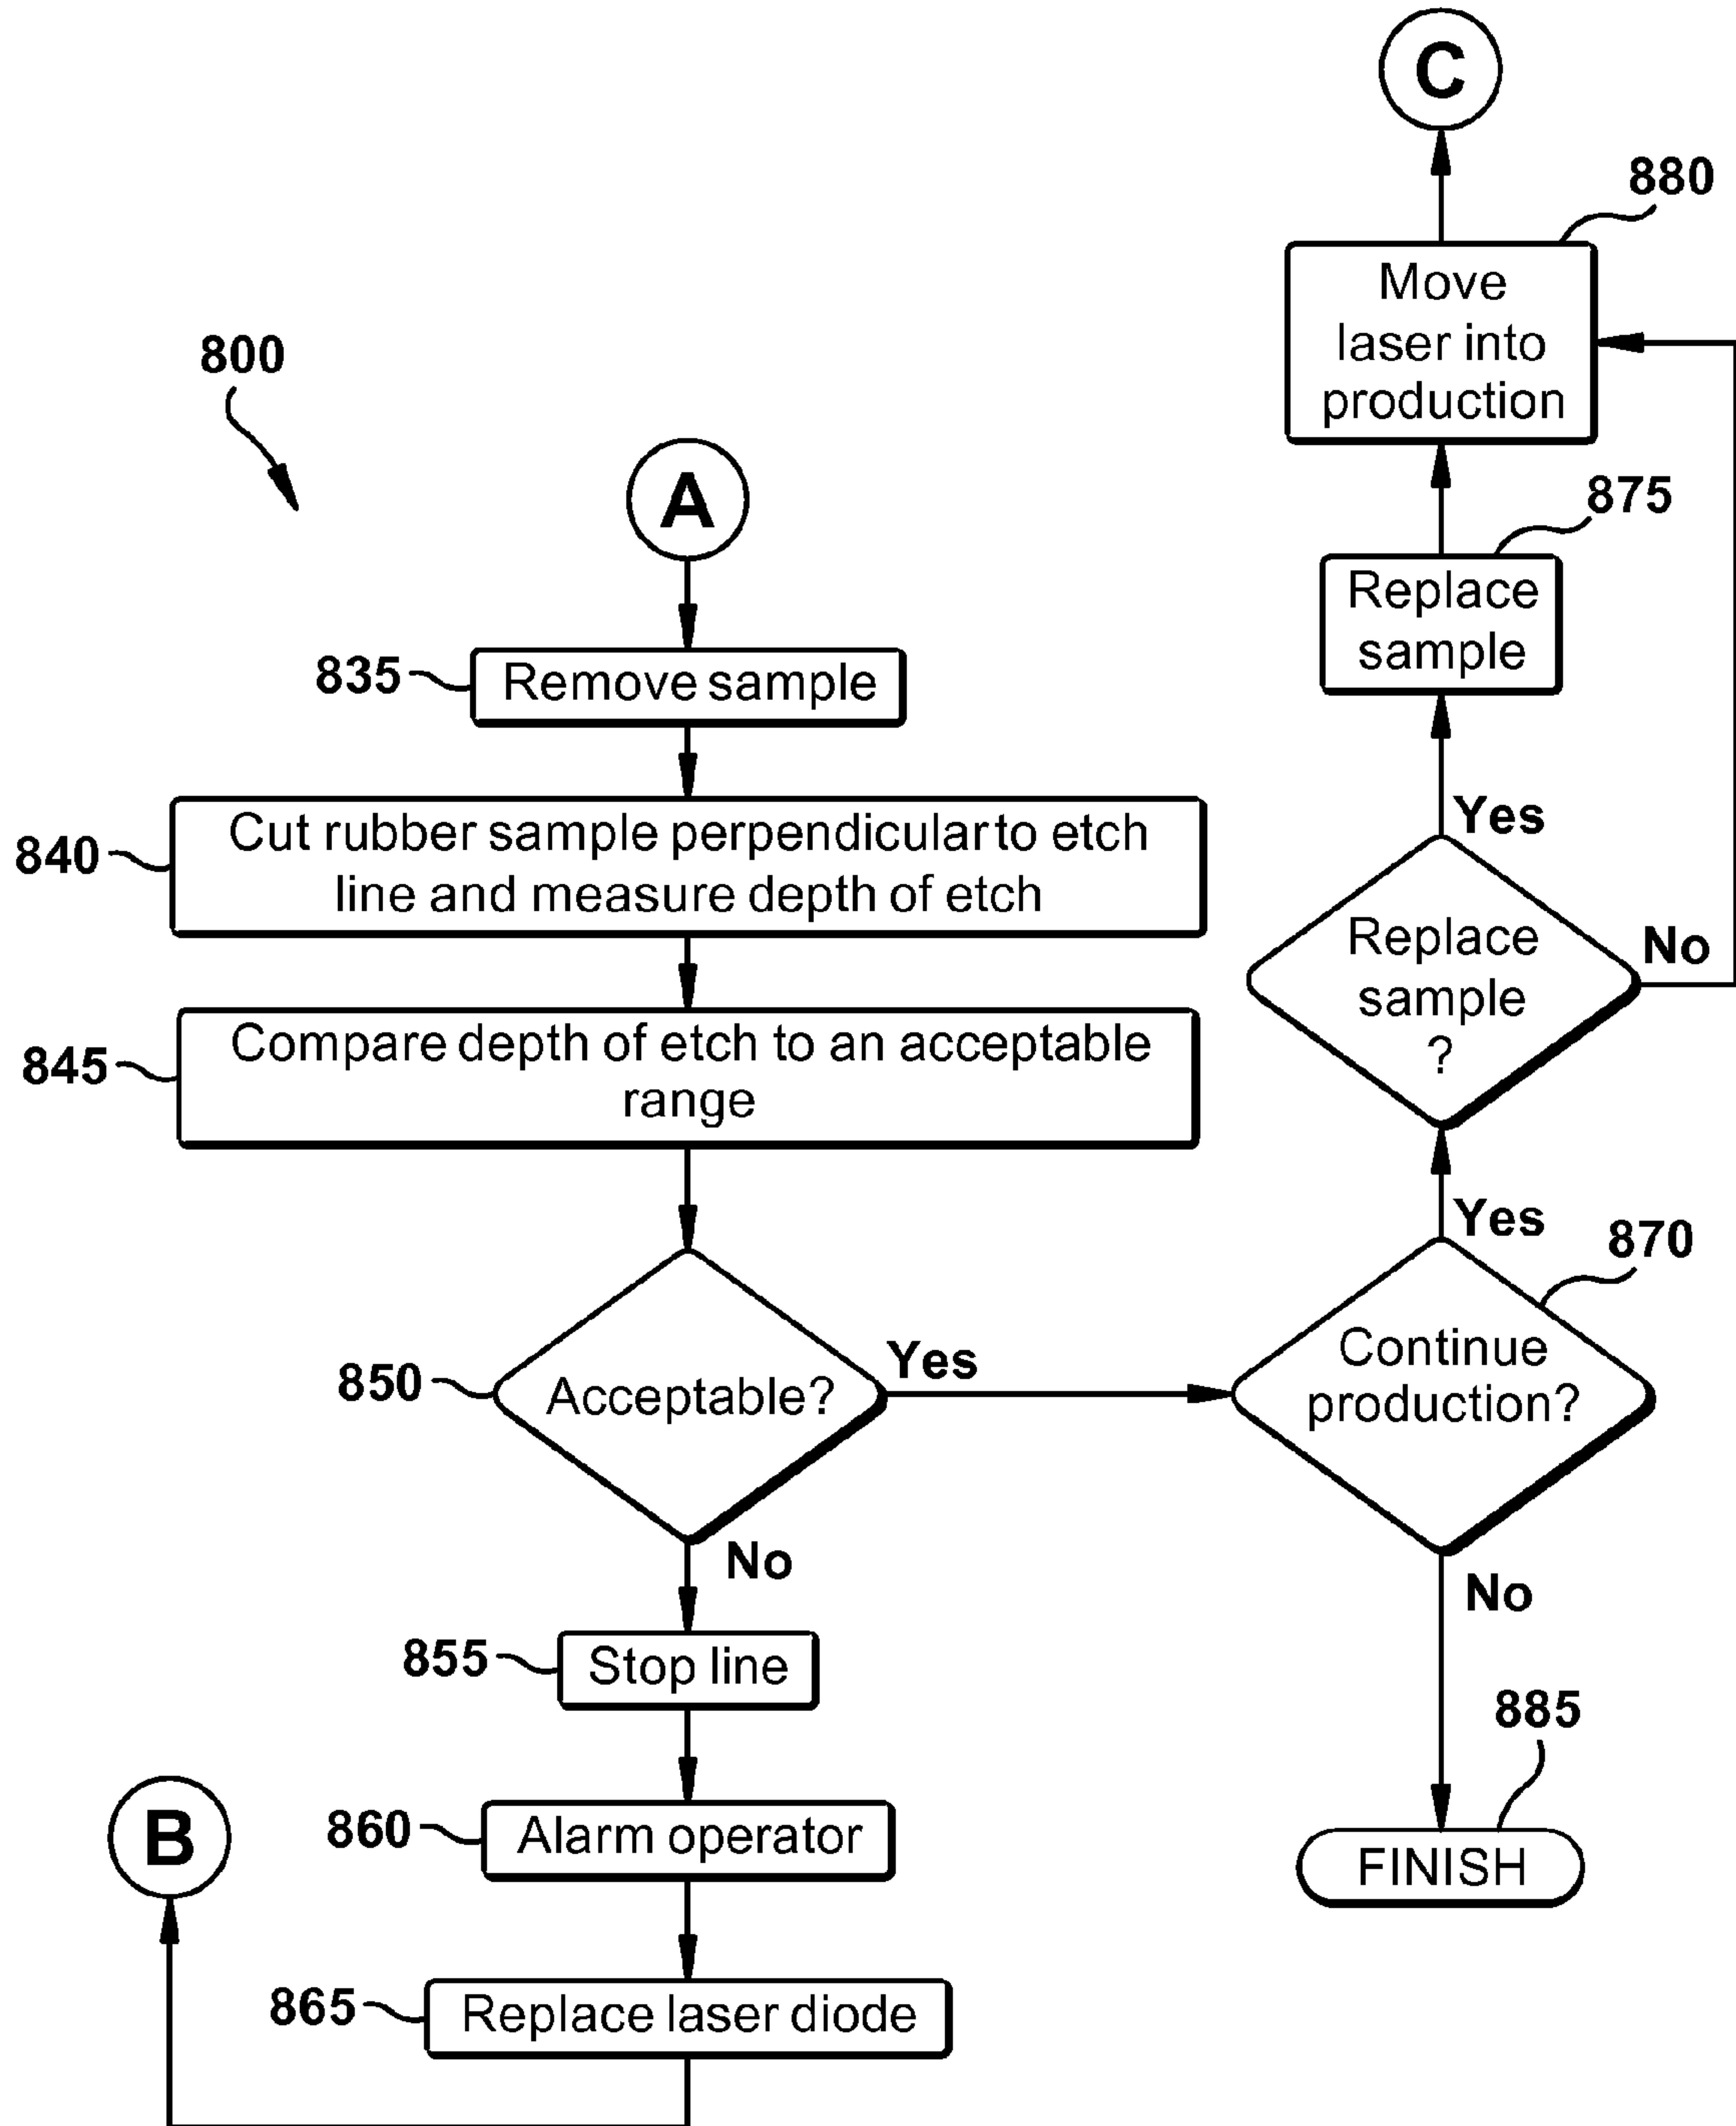 800
A
835
Remove sample
840
Cut rubber sample perpendicular to etch
line and measure depth of etch
845
Compare depth of etch to an acceptable
range
850
Acceptable?
Yes
No
855
Stop line
860
Alarm operator
865
Replace laser diode
B
870
Continue
production?
Yes
No
885
FINISH
Replace
sample
?
Yes
No
875
Replace
sample
880
Move
laser into
production
C